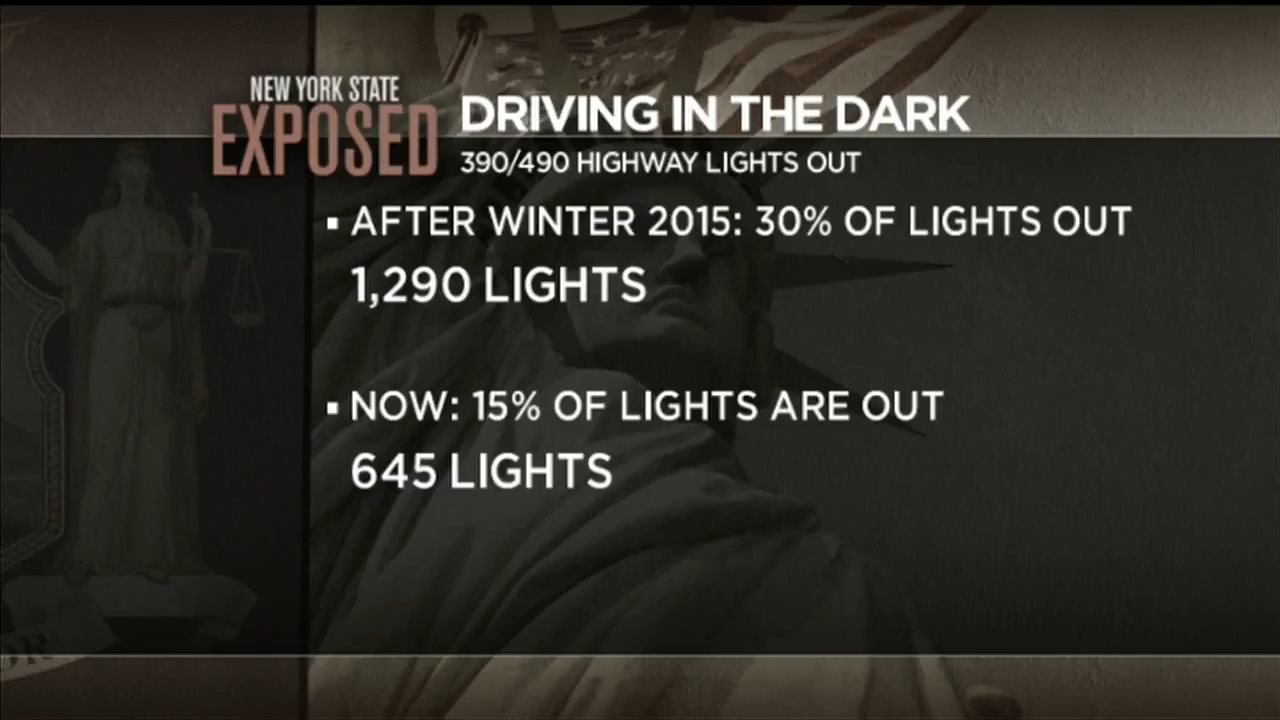 NEW YORK STATE
EXPOSED
DRIVING IN THE DARK
390/490 HIGHWAY LIGHTS OUT
▪ AFTER WINTER 2015: 30% OF LIGHTS OUT
1,290 LIGHTS
▪ NOW: 15% OF LIGHTS ARE OUT
645 LIGHTS